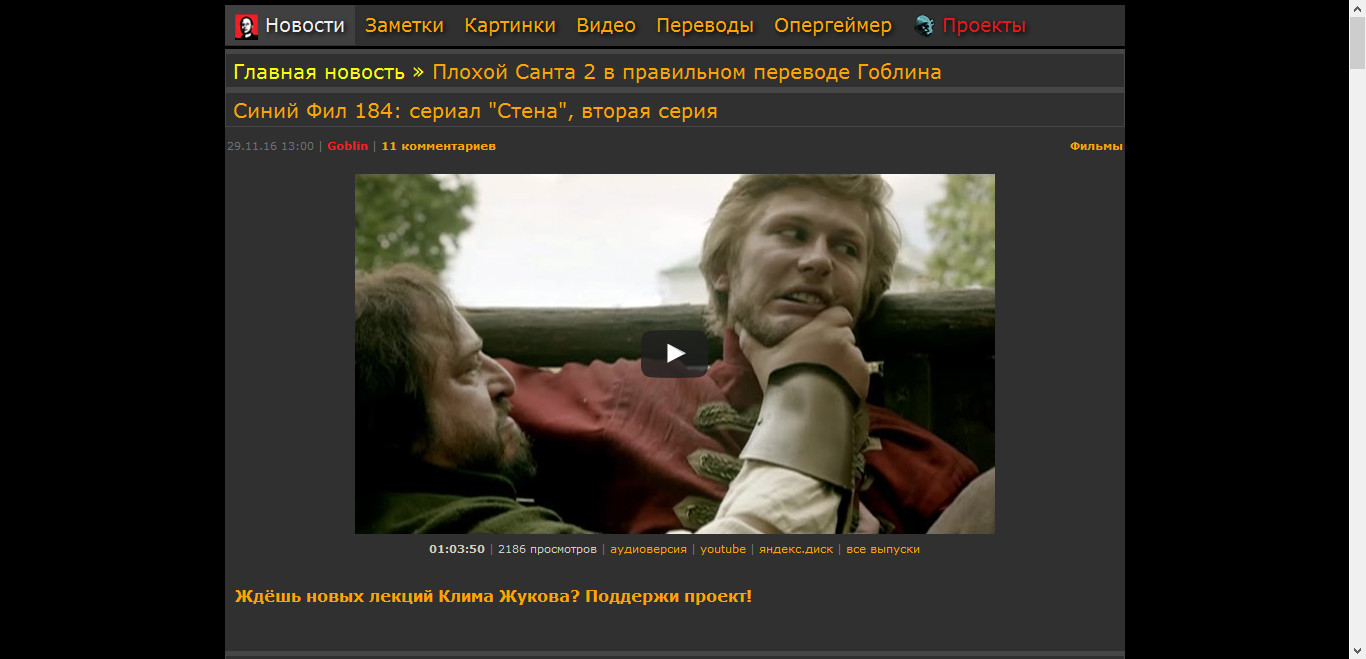 Новости Заметки Картинки Видео Переводы Опергеймер Проекты
Главная новость » Плохой Санта 2 в правильном переводе Гоблина
Синий Фил 184: сериал "Стена", вторая серия
29.11.16 13:00 | Goblin | 11 комментариев Фильмы
01:03:50 | 2186 просмотров | аудиоверсия | youtube | яндекс.диск | все выпуски
Ждёшь новых лекций Клима Жукова? Поддержи проект!